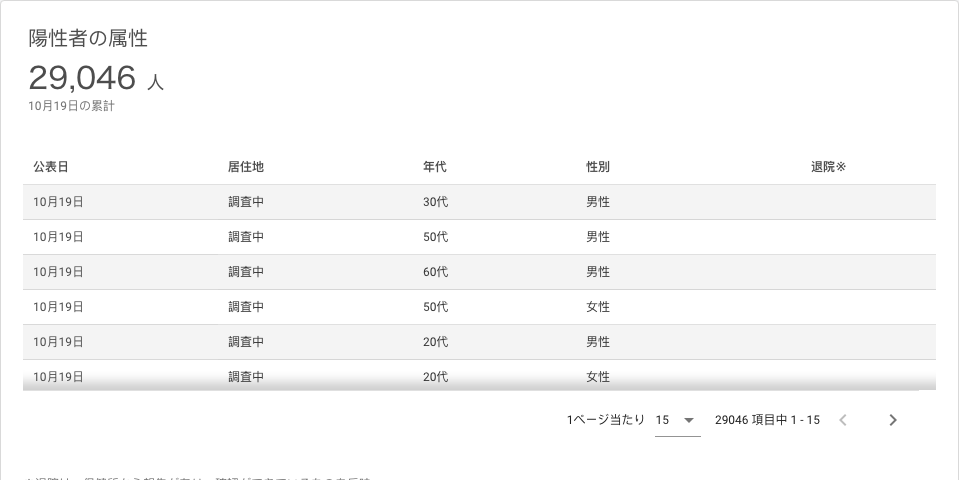 陽性者の属性
29,046 人
10月19日の累計
公表日 居住地 年代 性別 退院※
10月19日 調査中 30代 男性
10月19日 調査中 50代 男性
10月19日 調査中 60代 男性
10月19日 調査中 50代 女性
10月19日 調査中 20代 男性
10月19日 調査中 20代 女性
1ページ当たり 15 29046 項目中 1 - 15